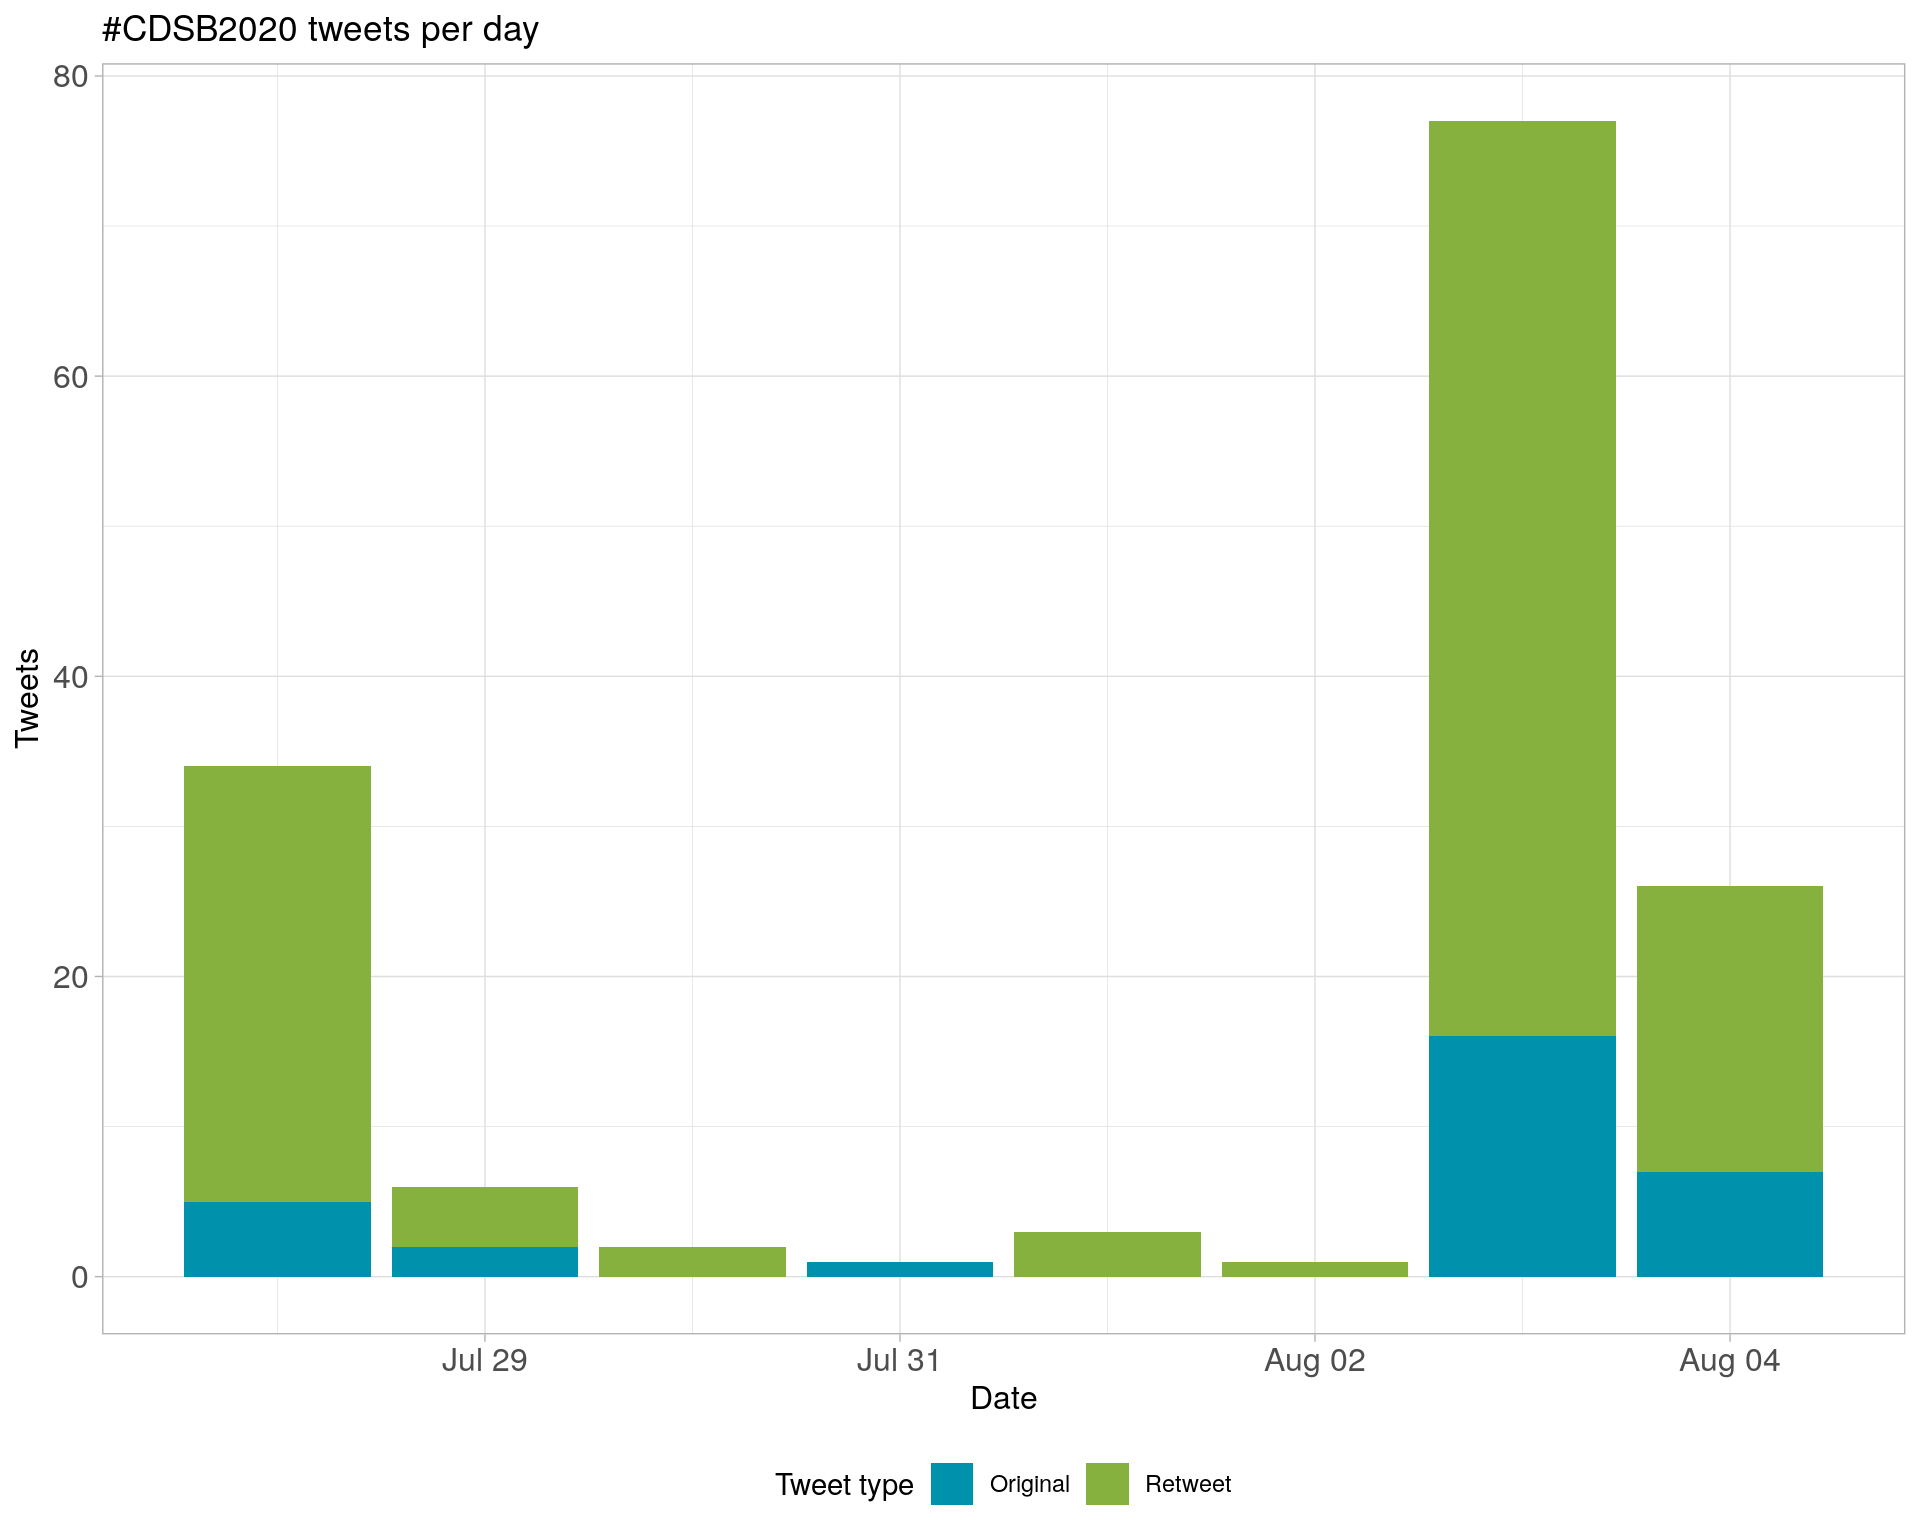 #CDSB2020 tweets per day
80
60
40
20
0
Tweets
Jul 29 Jul 31 Aug 02 Aug 04
Date
Tweet type Original Retweet